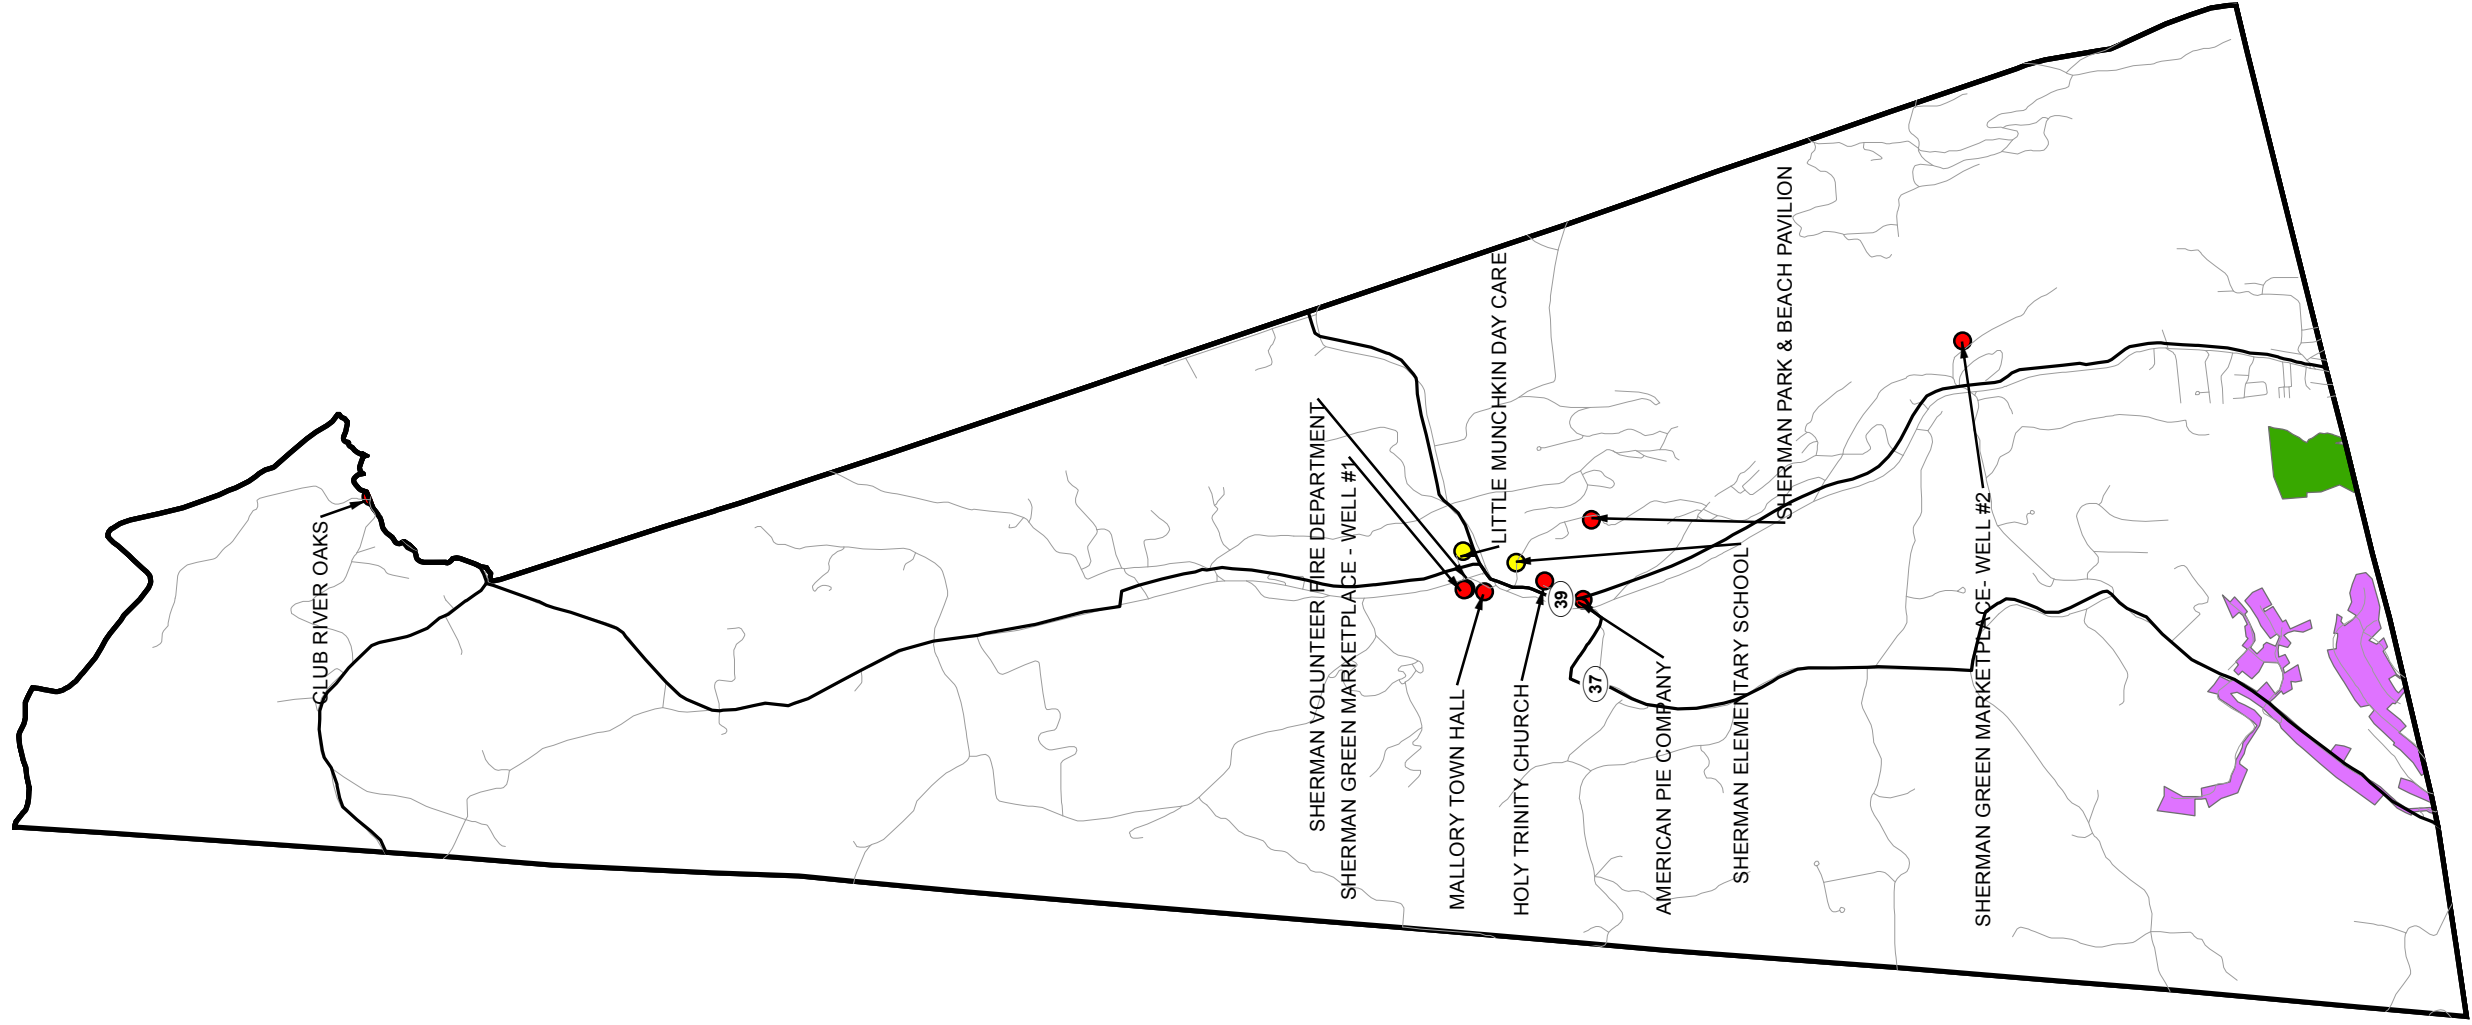 CLUB RIVER OAKS
SHERMAN VOLUNTEER FIRE DEPARTMENT
SHERMAN GREEN MARKETPLACE - WELL #1
MALLORY TOWN HALL
LITTLE MUNCHKIN DAY CARE
HOLY TRINITY CHURCH
39
37
AMERICAN PIE COMPANY
SHERMAN ELEMENTARY SCHOOL
SHERMAN PARK & BEACH PAVILION
SHERMAN GREEN MARKETPLACE- WELL #2